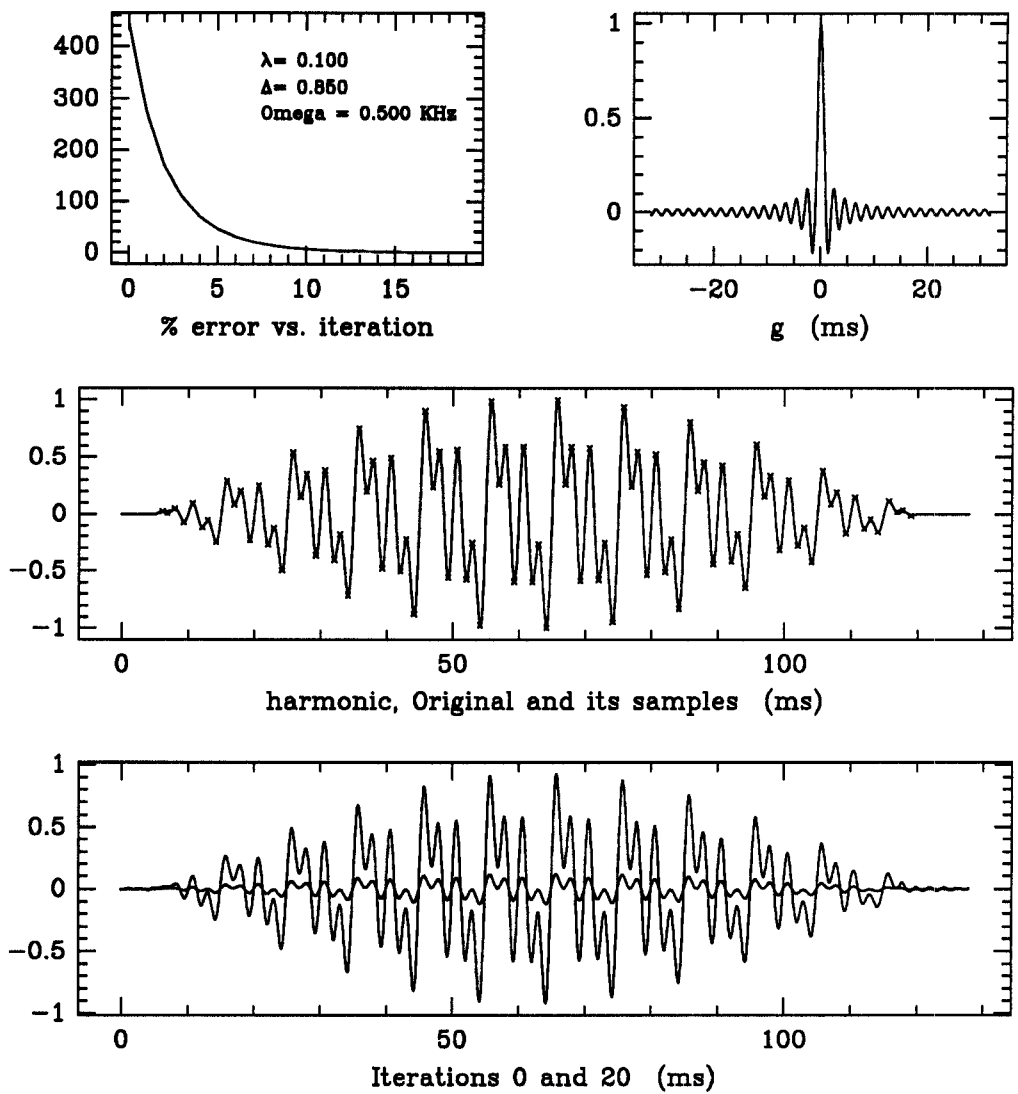 400
300
200
100
0
λ= 0.100
Δ= 0.850
Omega = 0.500 KHz
0 5 10 15
% error vs. iteration
1
0.5
0
−20 0 20
g (ms)
1
0.5
0
−0.5
−1
0 50 100
harmonic, Original and its samples (ms)
1
0.5
0
−0.5
−1
0 50 100
Iterations 0 and 20 (ms)